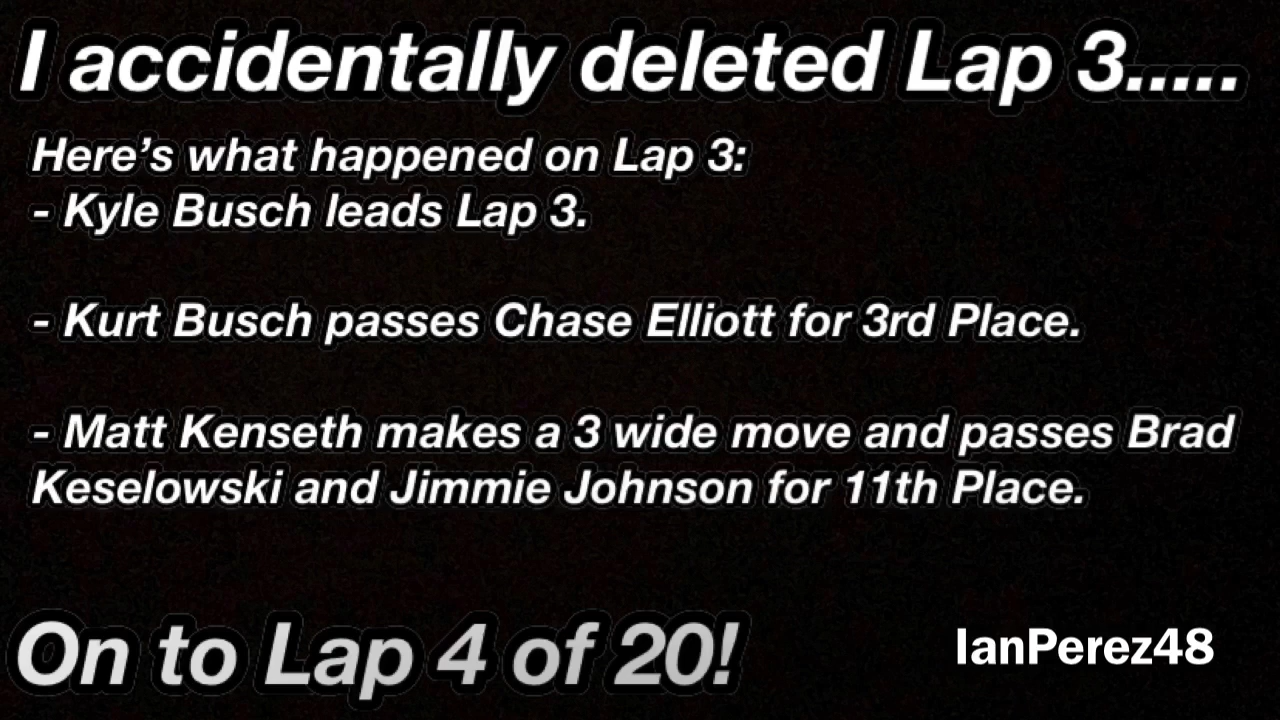 I accidentally deleted Lap 3.....
Here’s what happened on Lap 3:
- Kyle Busch leads Lap 3.
- Kurt Busch passes Chase Elliott for 3rd Place.
- Matt Kenseth makes a 3 wide move and passes Brad
Keselowski and Jimmie Johnson for 11th Place.
On to Lap 4 of 20!
IanPerez48